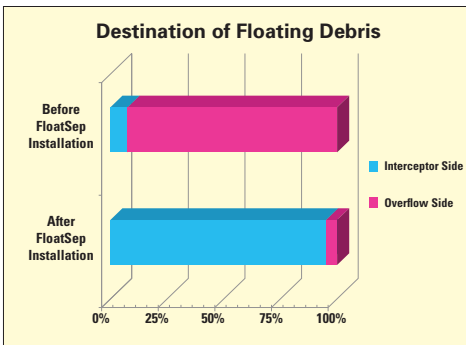 Destination of Floating Debris
Before
FloatSep
Installation
After
FloatSep
Installation
Interceptor Side
Overflow Side
0%
25%
50%
75%
100%